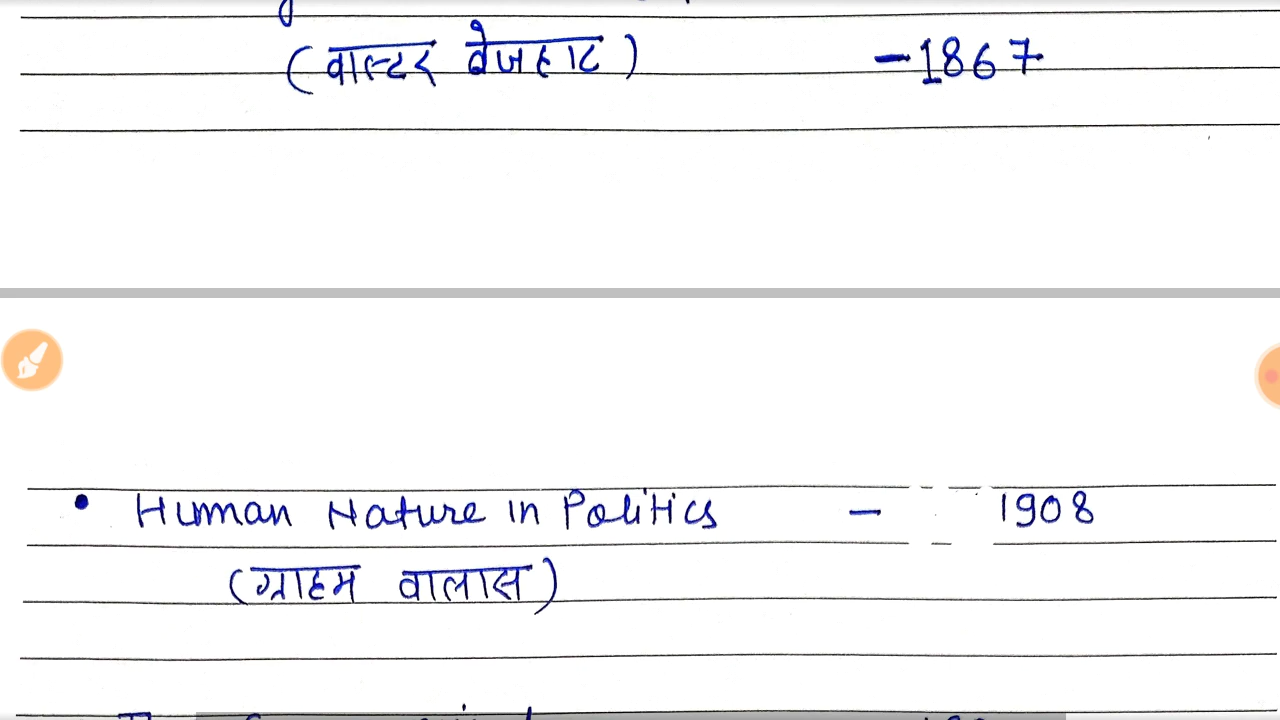 (वाल्टर बेजहाट) - 1867
• Human Nature in Politics - 1908
(ग्राहम वालास)